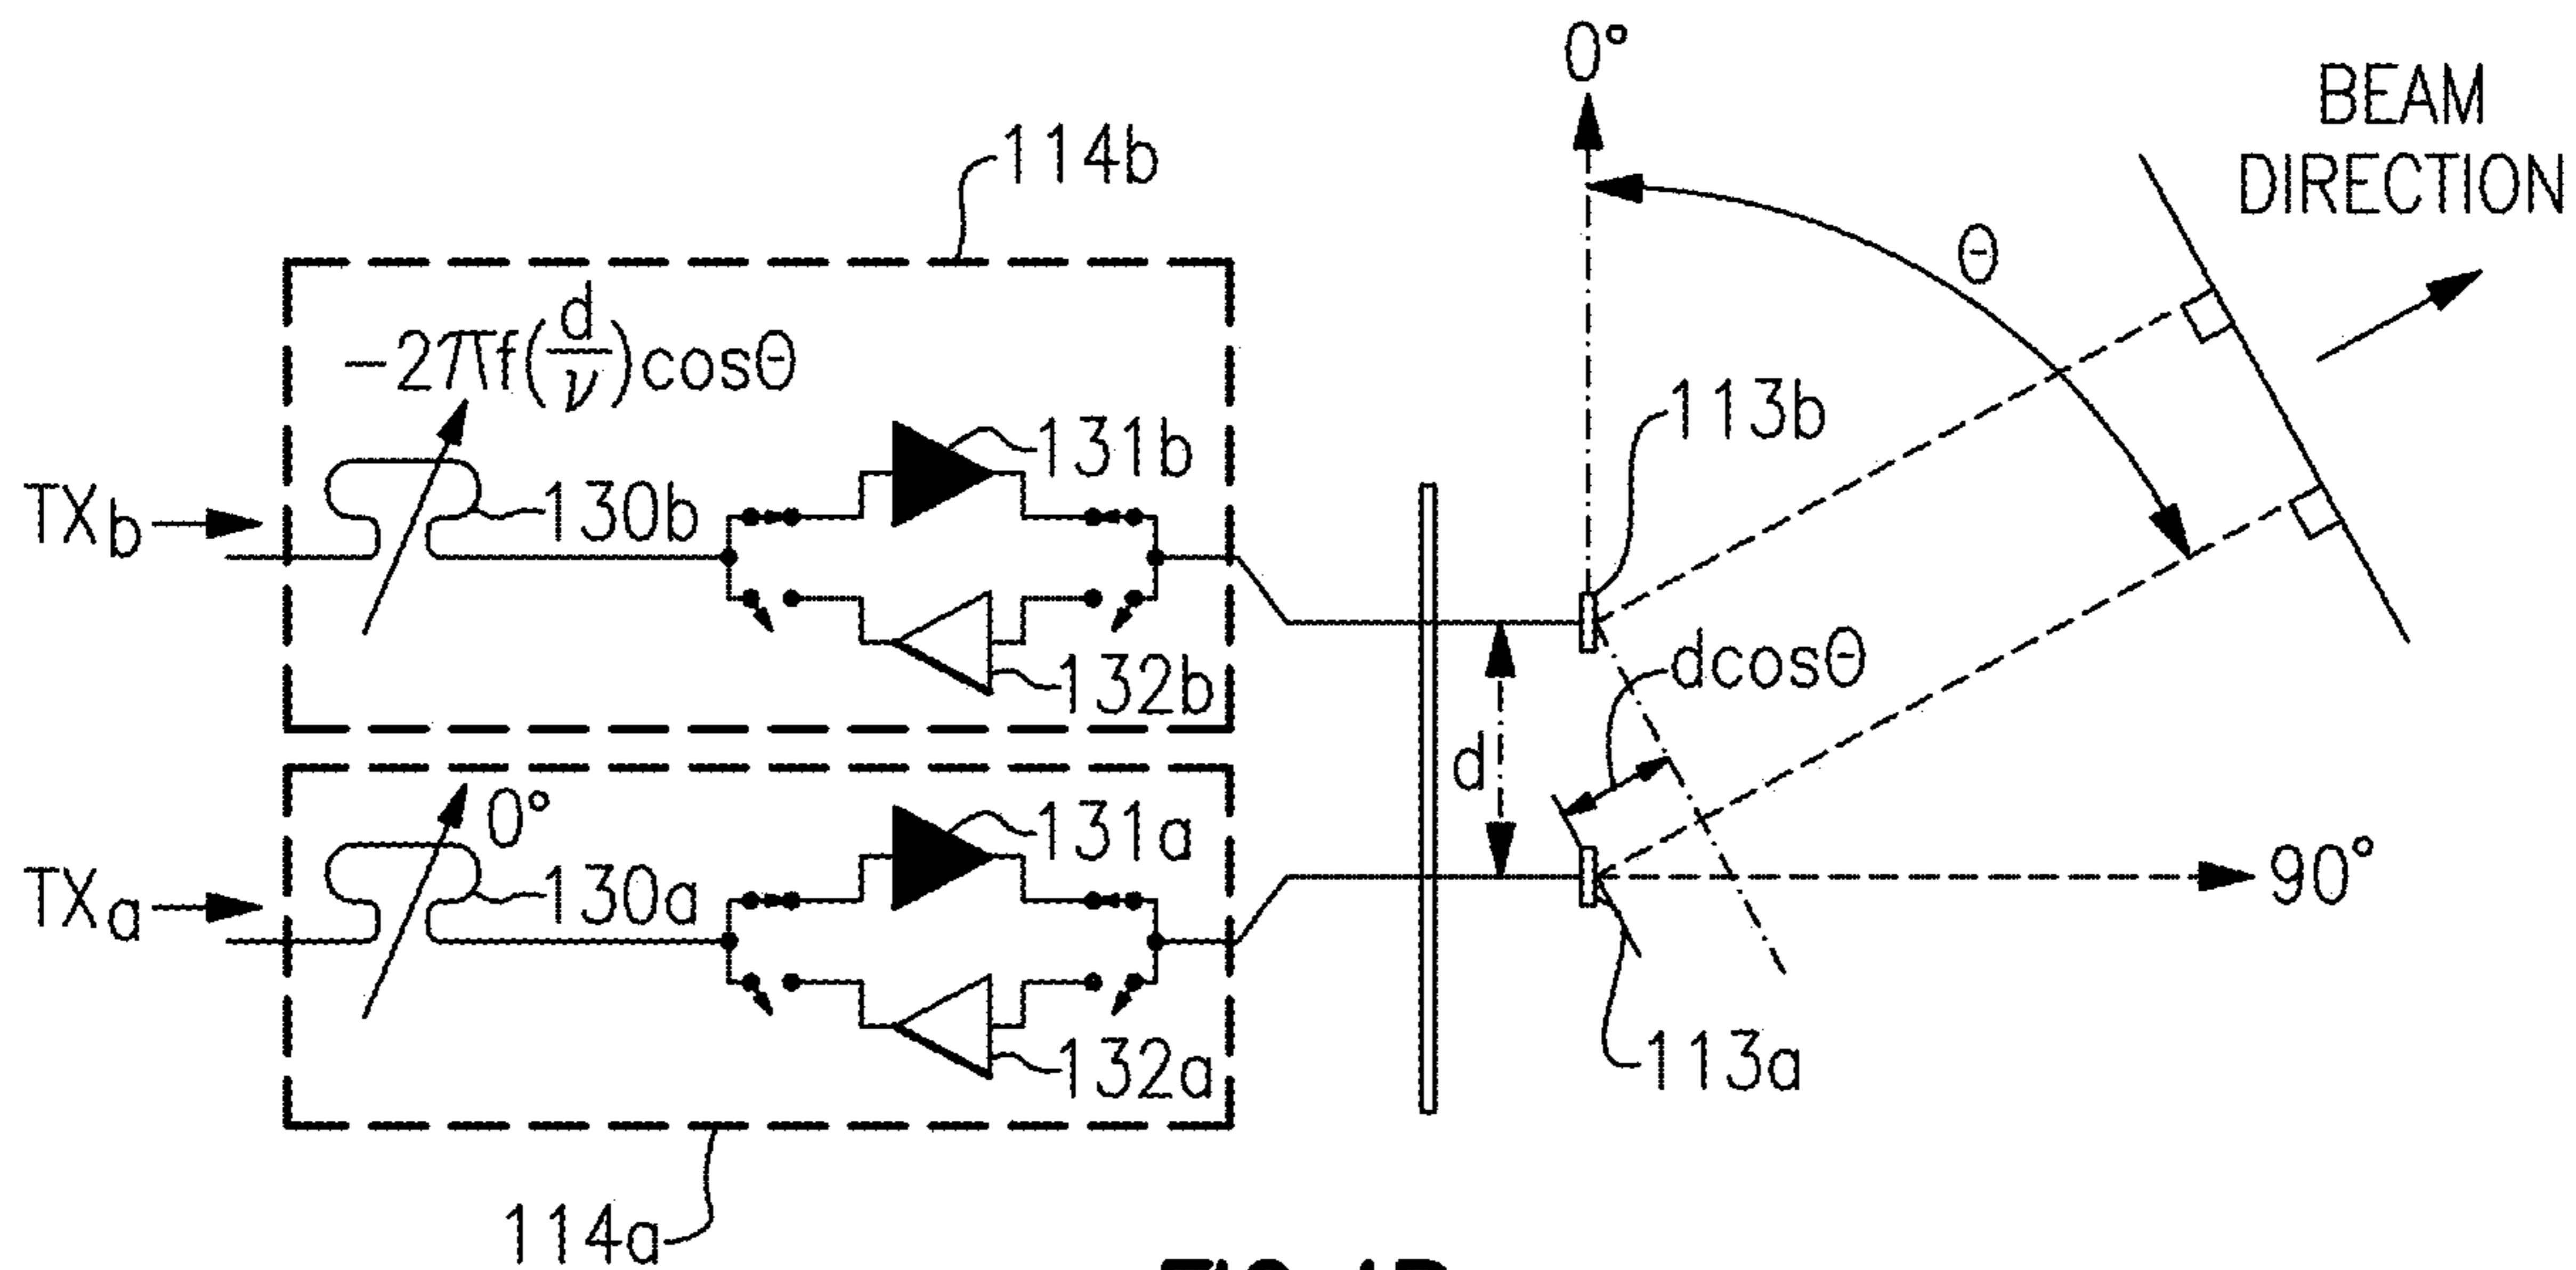 0°
BEAM
DIRECTION
114b
θ
-2πf(d/ν)cosθ
113b
131b
TXb
130b
dcosθ
132b
d
0°
131a
TXa
130a
90°
132a
113a
114a